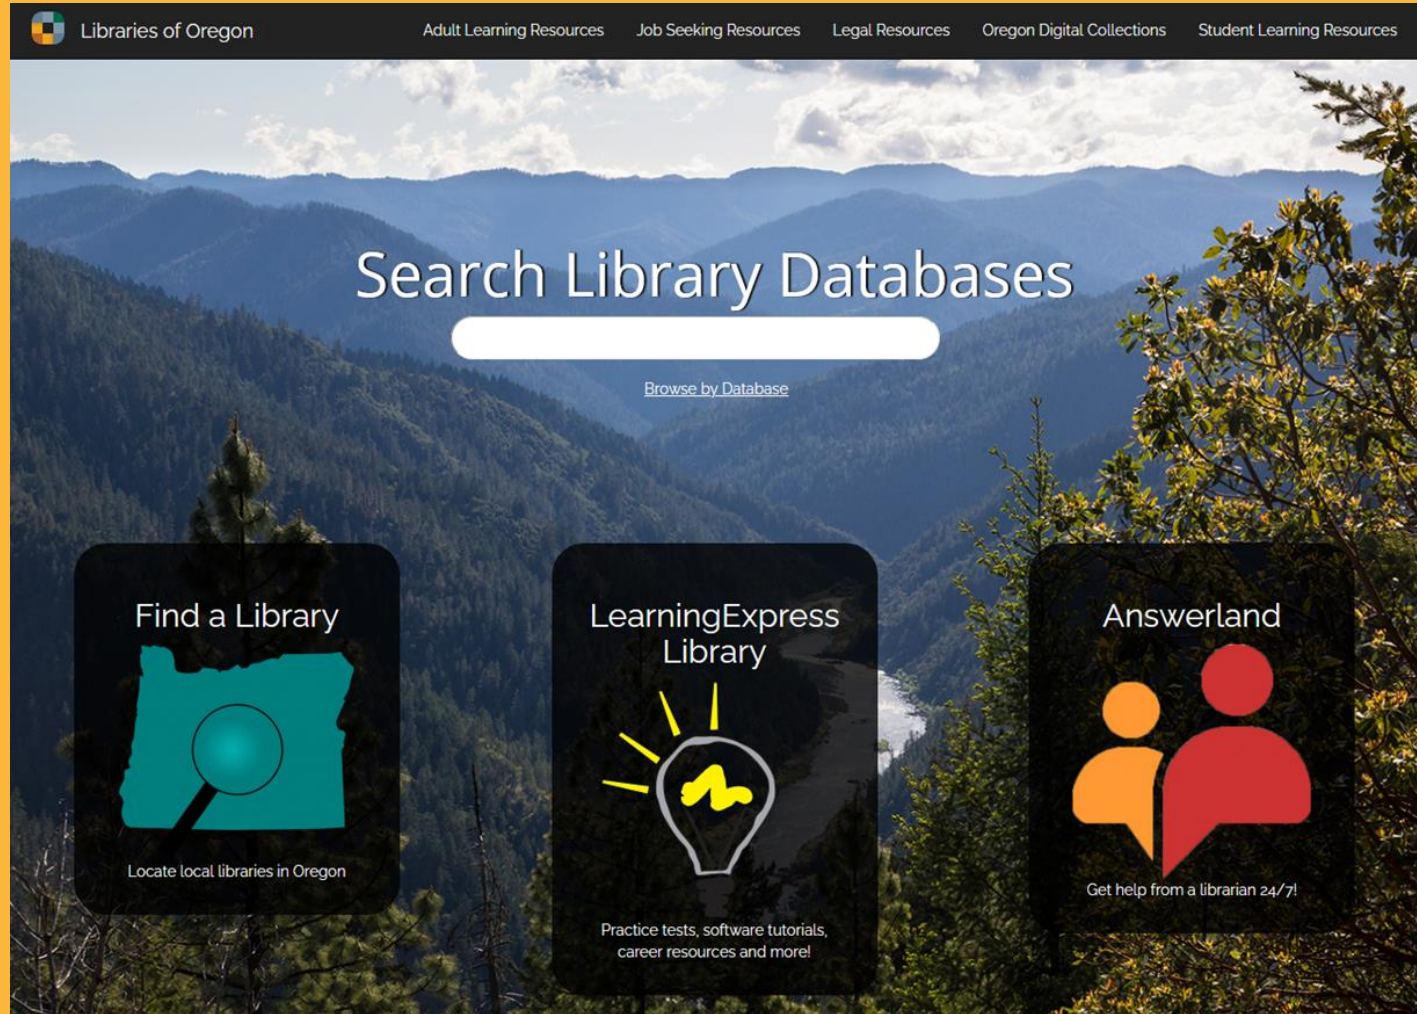 Libraries of Oregon
Adult Learning Resources
Job Seeking Resources
Legal Resources
Oregon Digital Collections
Student Learning Resources
Search Library Databases
Browse by Database
Find a Library
Locate local libraries in Oregon
LearningExpress
Library
Practice tests, software tutorials,
career resources and more!
Answerland
Get help from a librarian 24/7!